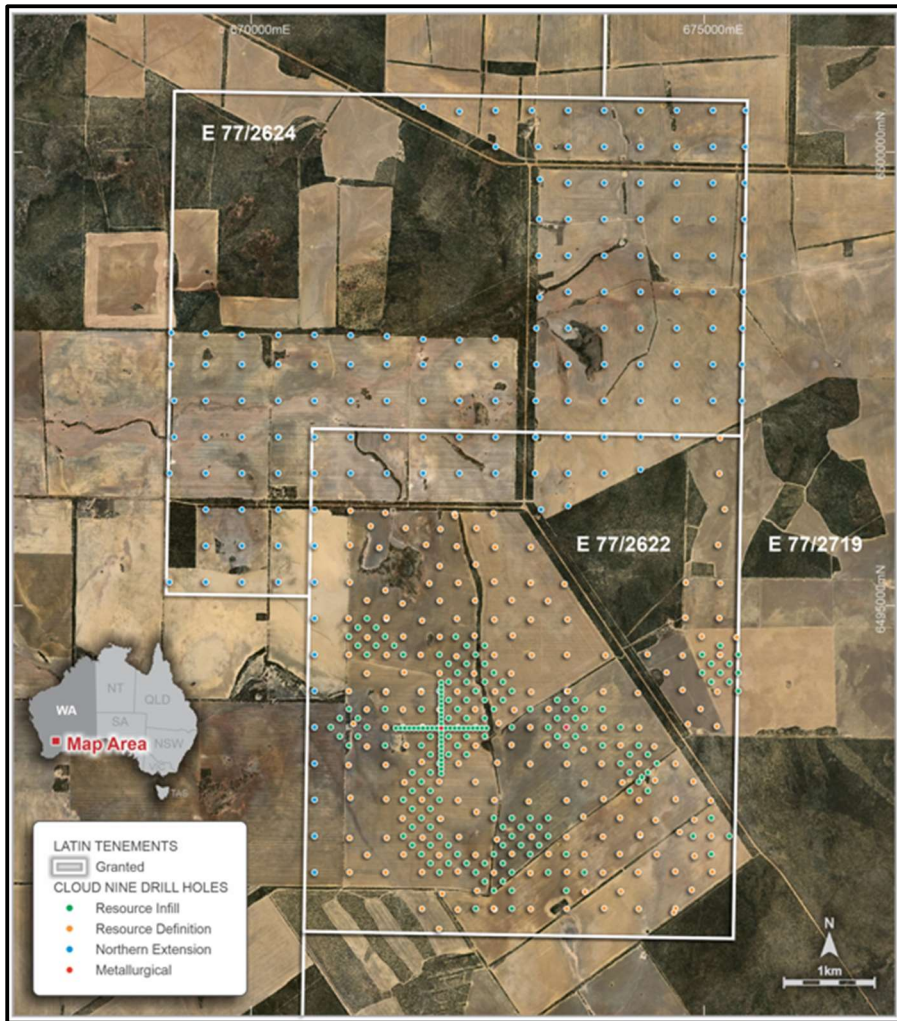 670000mE
675000mE
E 77/2624
6500000mN
E 77/2622
E 77/2719
6495000mN
WA
NT
QLD
SA
NSW
TAS
Map Area
LATIN TENEMENTS
Granted
CLOUD NINE DRILL HOLES
Resource Infill
Resource Definition
Northern Extension
Metallurgical
N
1km